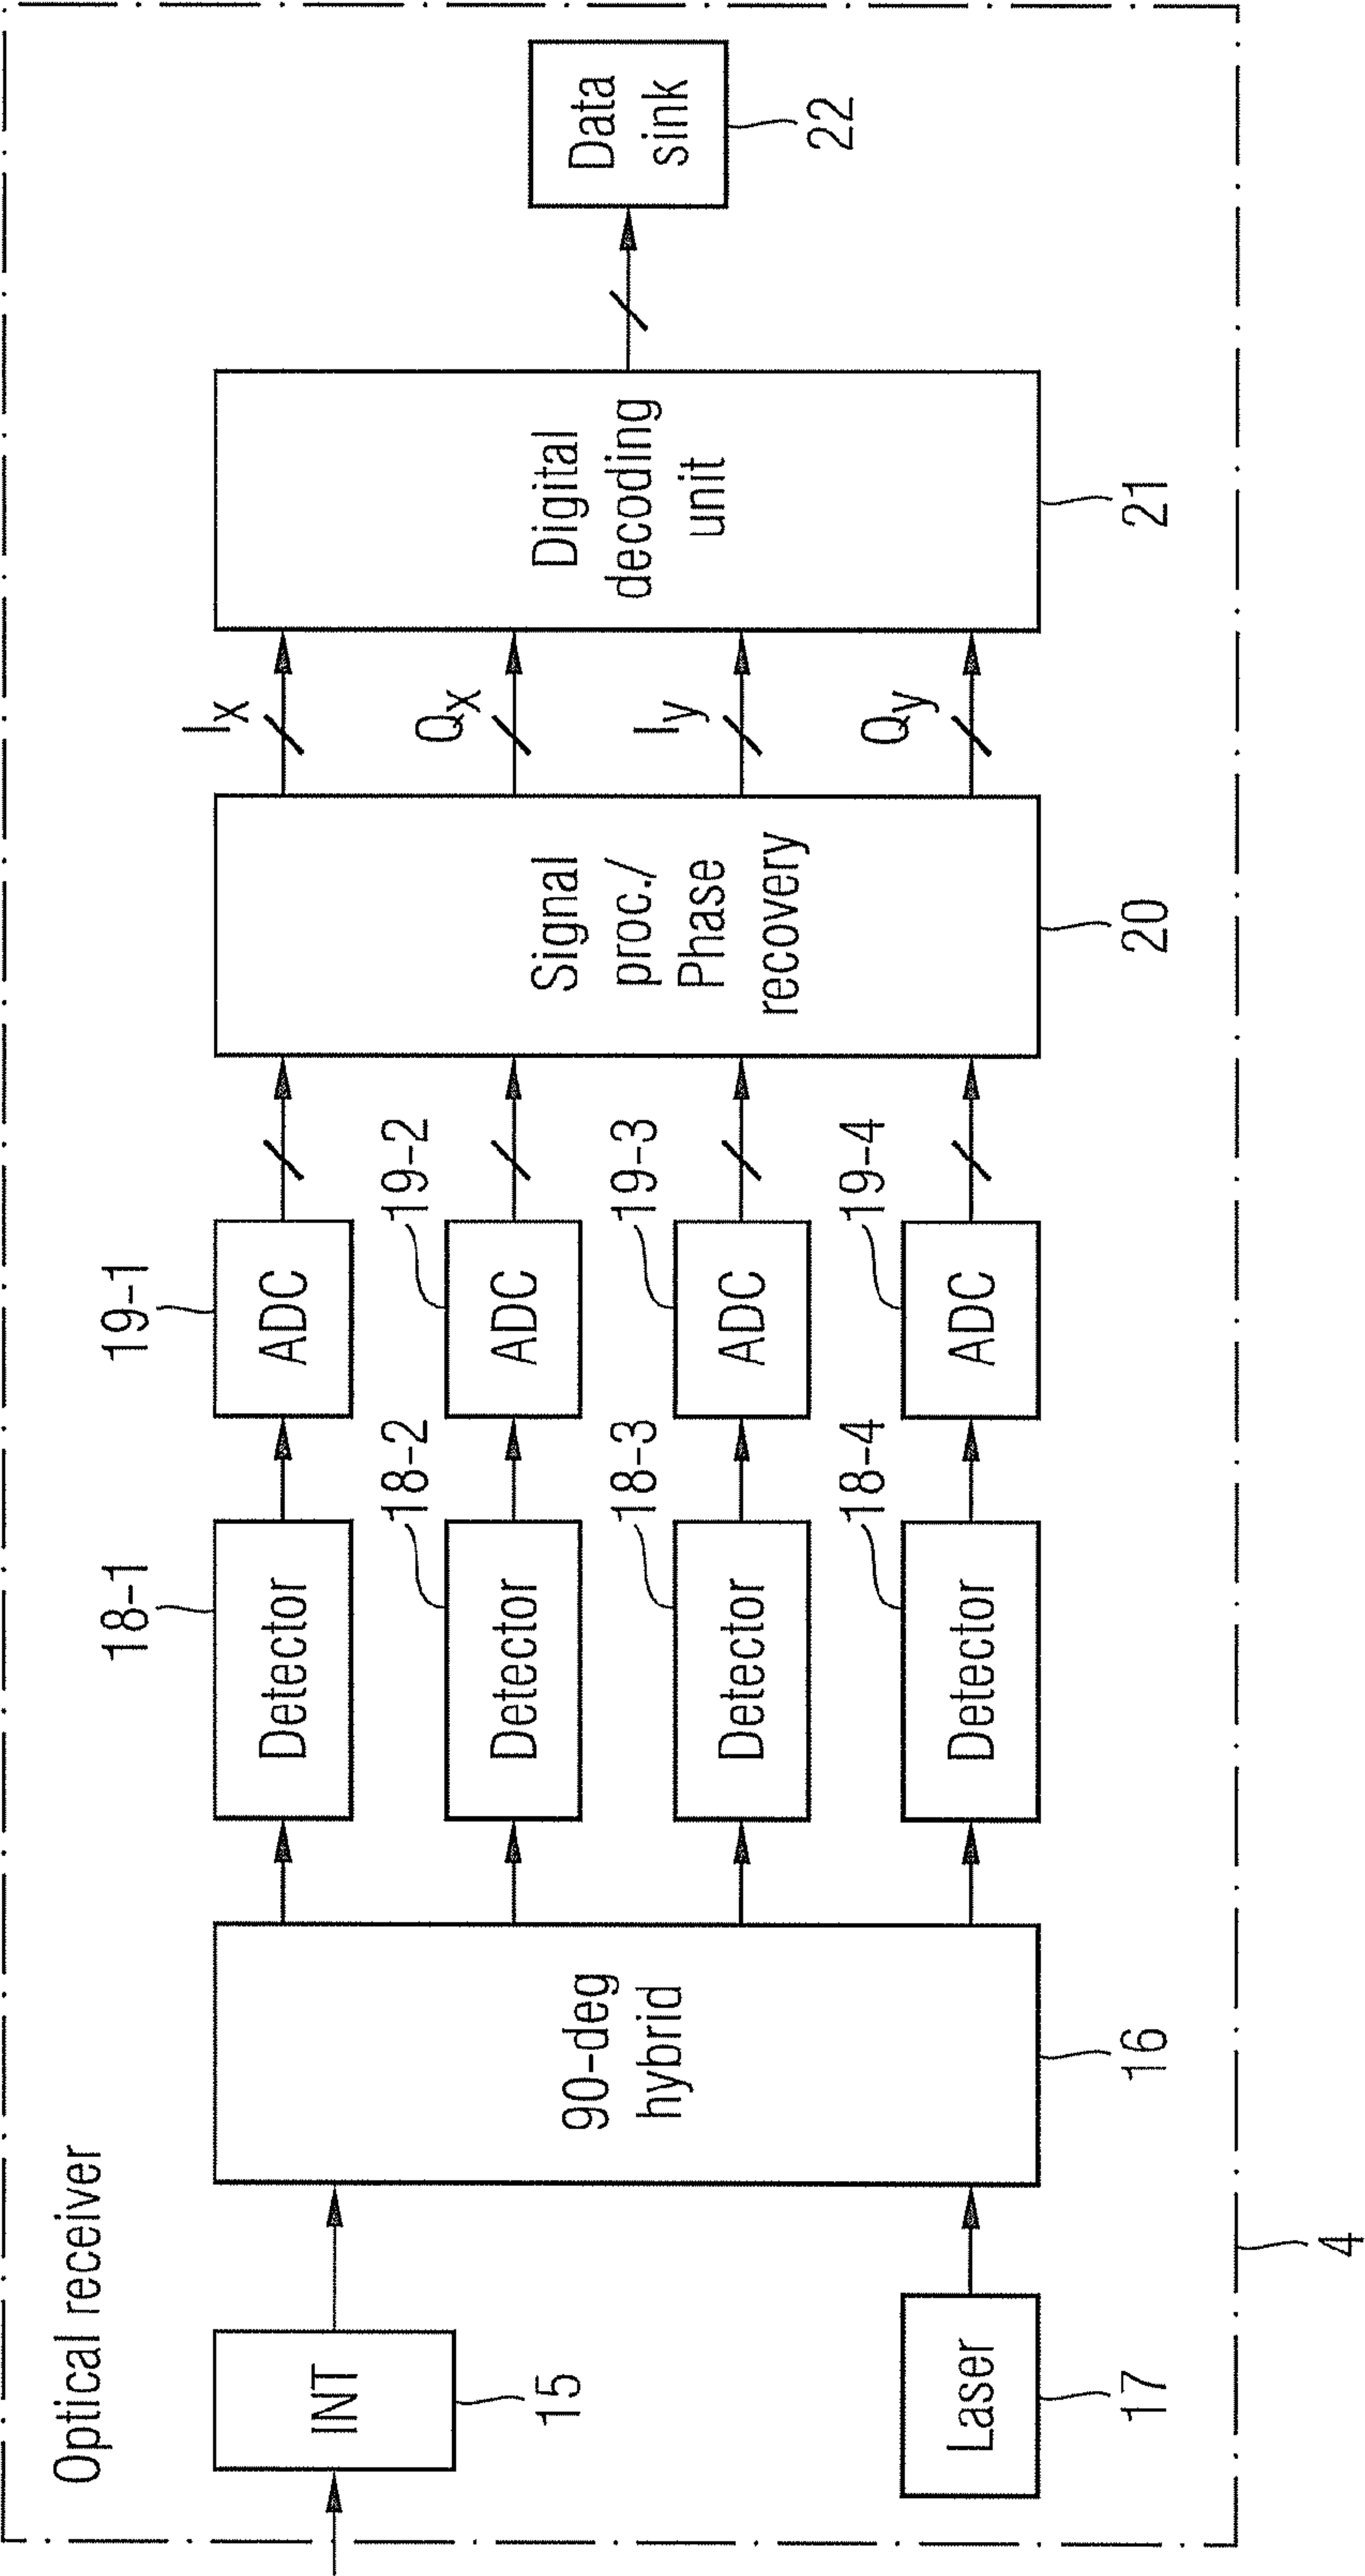 Optical receiver
INT
15
Laser
17
90-deg
hybrid
16
18-1
Detector
18-2
Detector
18-3
Detector
18-4
Detector
19-1
ADC
19-2
ADC
19-3
ADC
19-4
ADC
Signal
proc./
Phase
recovery
20
Ix
Qx
Iy
Qy
Digital
decoding
unit
21
Data
sink
22
4